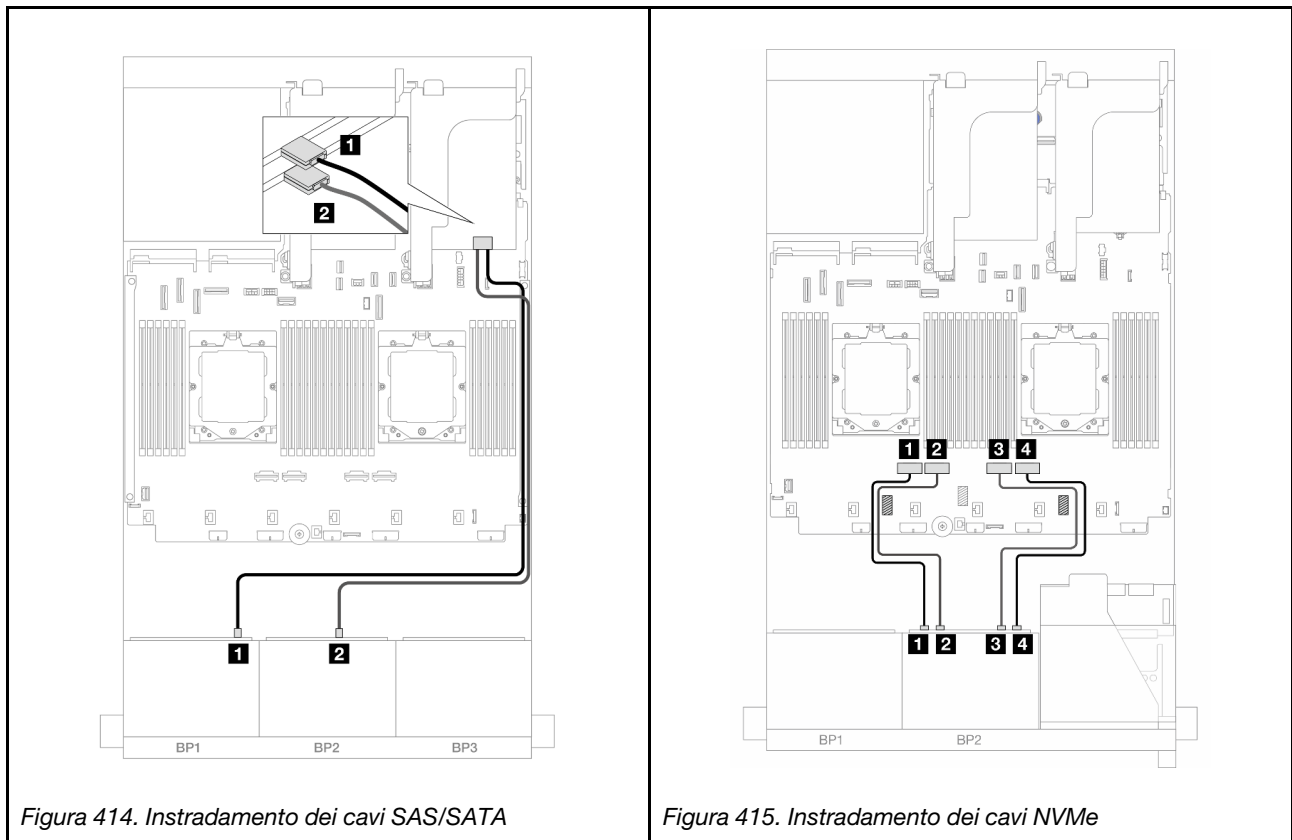 1
2
1
2
BP1
BP2
BP3
Figura 414. Instradamento dei cavi SAS/SATA
1 2 3 4
1 2 3 4
BP1
BP2
Figura 415. Instradamento dei cavi NVMe